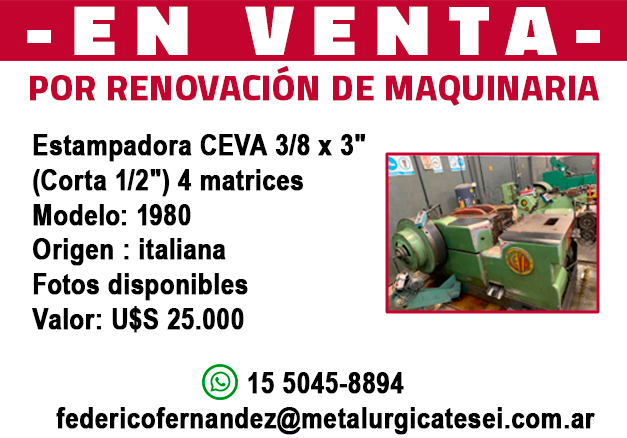 -EN VENTA-
POR RENOVACIÓN DE MAQUINARIA
Estampadora CEVA 3/8 x 3"
(Corta 1/2") 4 matrices
Modelo: 1980
Origen : italiana
Fotos disponibles
Valor: U$S 25.000
CEVA
15 5045-8894
federicofernandez@metalurgicatesei.com.ar